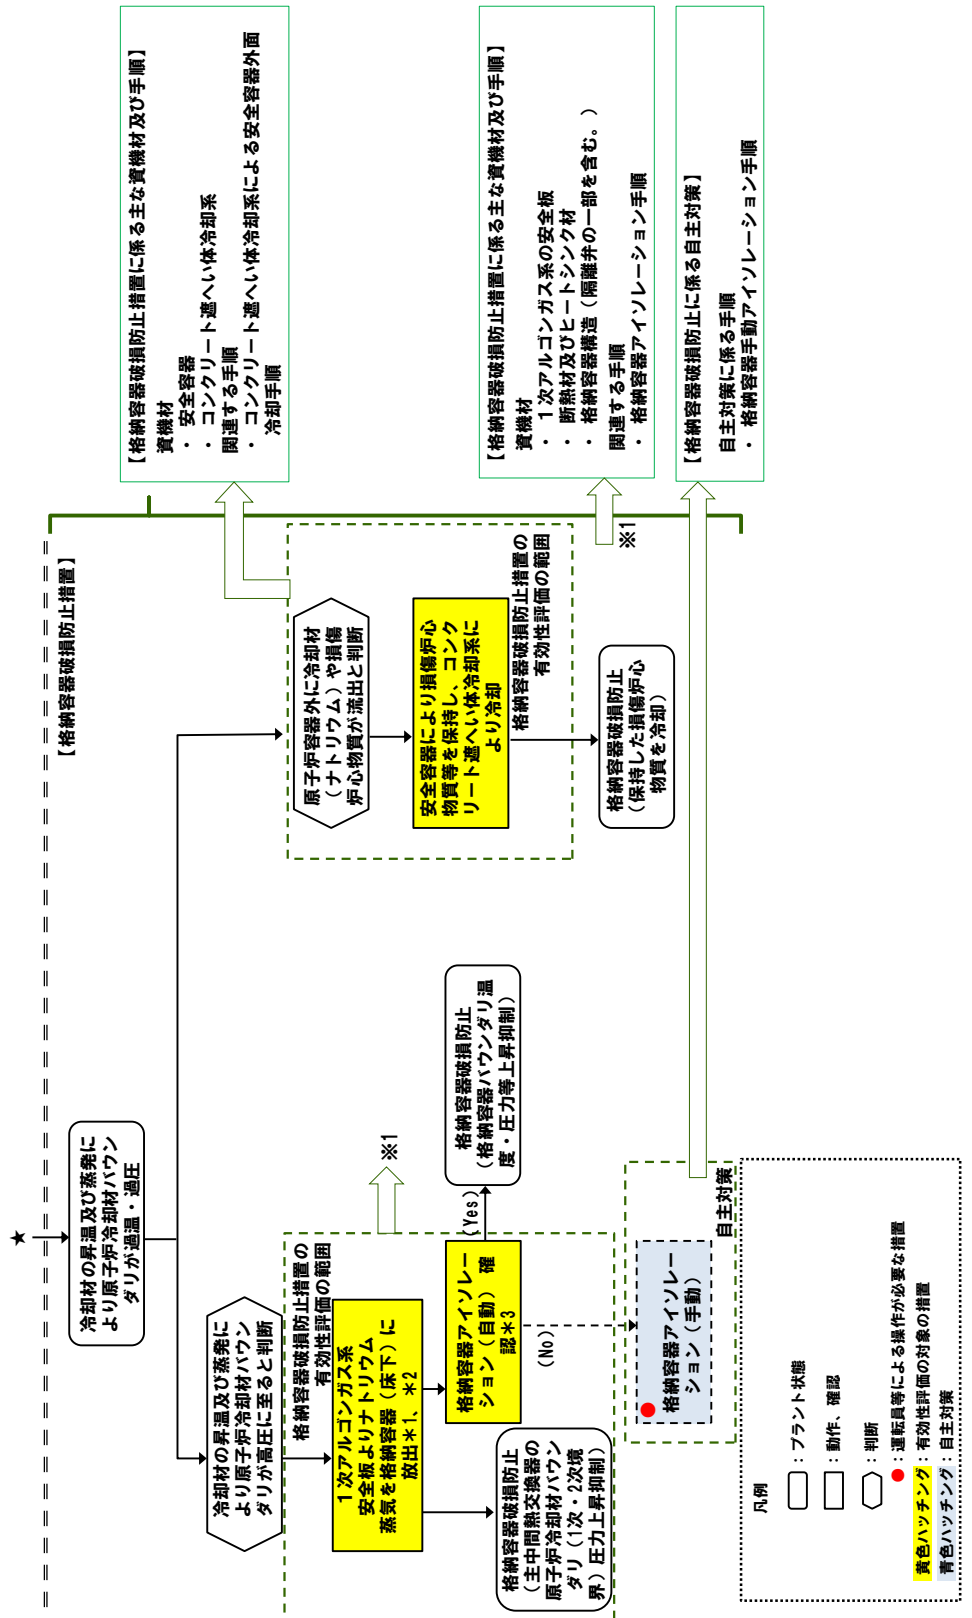 ★
【格納容器破損防止措置】
冷却材の昇温及び蒸発に
より原子炉冷却材バウン
ダリが過温・過圧
冷却材の昇温及び蒸発に
より原子炉冷却材バウン
ダリが高圧に至ると判断
格納容器破損防止措置の
有効性評価の範囲
1次アルゴンガス系
安全板よりナトリウム
蒸気を格納容器(床下)に
放出*1、*2
※1
格納容器アイソレー
ション(自動) 確
認*3
(Yes)
(No)
格納容器破損防止
(格納容器バウンダリ温
度・圧力等上昇抑制)
格納容器破損防止
(主中間熱交換器の
原子炉冷却材バウン
ダリ(1次・2次境
界)圧力上昇抑制)
格納容器アイソレー
ション(手動)
自主対策
原子炉容器外に冷却材
(ナトリウム)や損傷
炉心物質が流出と判断
安全容器により損傷炉心
物質等を保持し、コンク
リート遮へい体冷却系に
より冷却
格納容器破損防止措置の
有効性評価の範囲
格納容器破損防止
(保持した損傷炉心
物質を冷却)
※1
【格納容器破損防止措置に係る主な資機材及び手順】
資機材
・安全容器
・コンクリート遮へい体冷却系
関連する手順
・コンクリート遮へい体冷却系による安全容器外面
冷却手順
【格納容器破損防止措置に係る主な資機材及び手順】
資機材
・1次アルゴンガス系の安全板
・断熱材及びヒートシンク材
・格納容器構造(隔離弁の一部を含む。)
関連する手順
・格納容器アイソレーション手順
【格納容器破損防止に係る自主対策】
自主対策に係る手順
・格納容器手動アイソレーション手順
凡例
:プラント状態
:動作、確認
:判断
:運転員等による操作が必要な措置
黄色ハッチング:有効性評価の対象の措置
青色ハッチング:自主対策